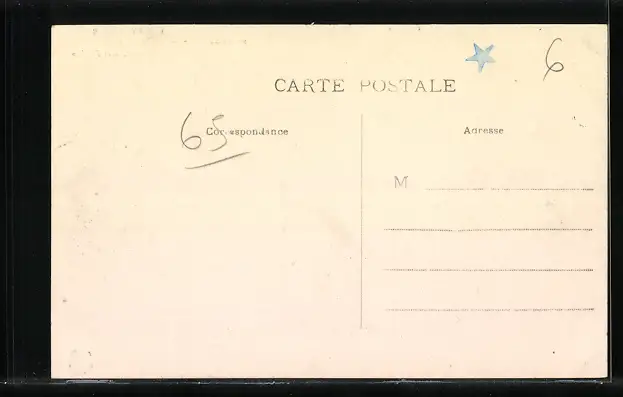 6
CARTE POSTALE
65
Correspondance
Adresse
M